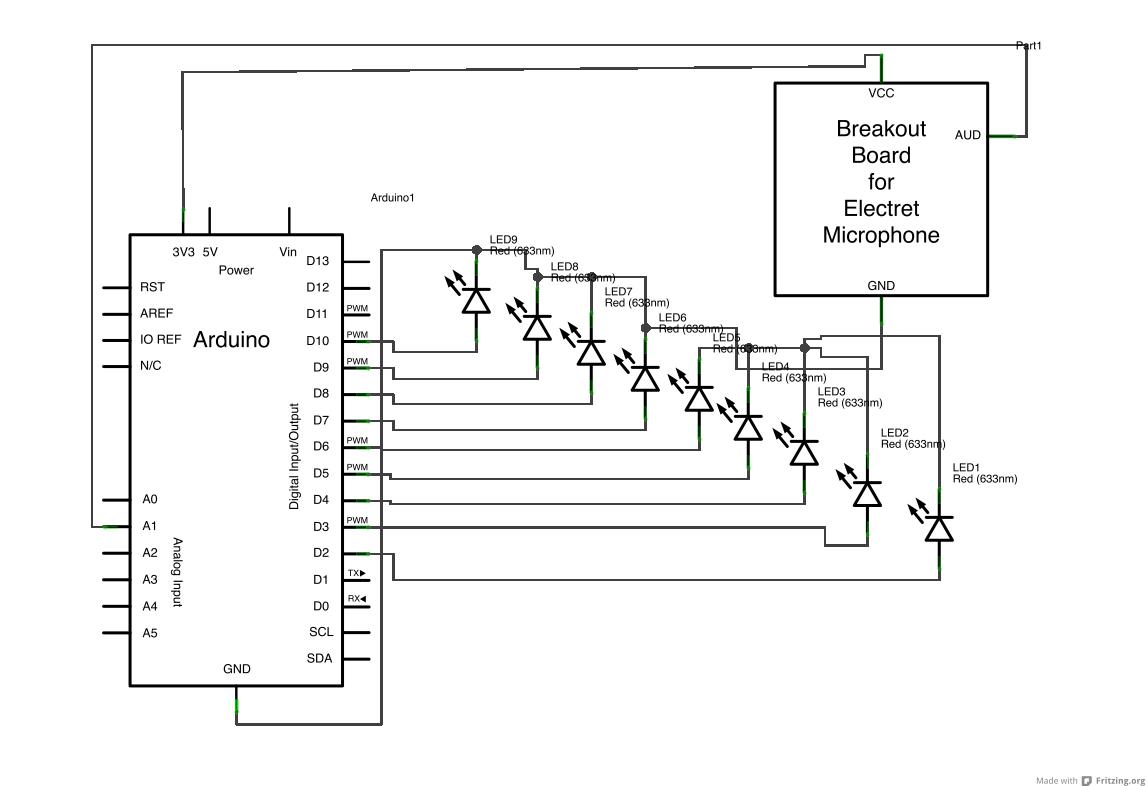 Part1
VCC
Breakout
Board
for
Electret
Microphone
AUD
GND
Arduino1
3V3 5V Vin
Power
Arduino
RST
AREF
IO REF
N/C
A0
A1
A2
A3
A4
A5
Analog Input
Digital Input/Output
D13
D12
D11 PWM
D10 PWM
D9 PWM
D8
D7
D6 PWM
D5 PWM
D4
D3 PWM
D2
D1 TX▶
D0 RX◀
SCL
SDA
GND
LED9
Red (633nm)
LED8
Red (633nm)
LED7
Red (633nm)
LED6
Red (633nm)
LED5
Red (633nm)
LED4
Red (633nm)
LED3
Red (633nm)
LED2
Red (633nm)
LED1
Red (633nm)
Made with Fritzing.org